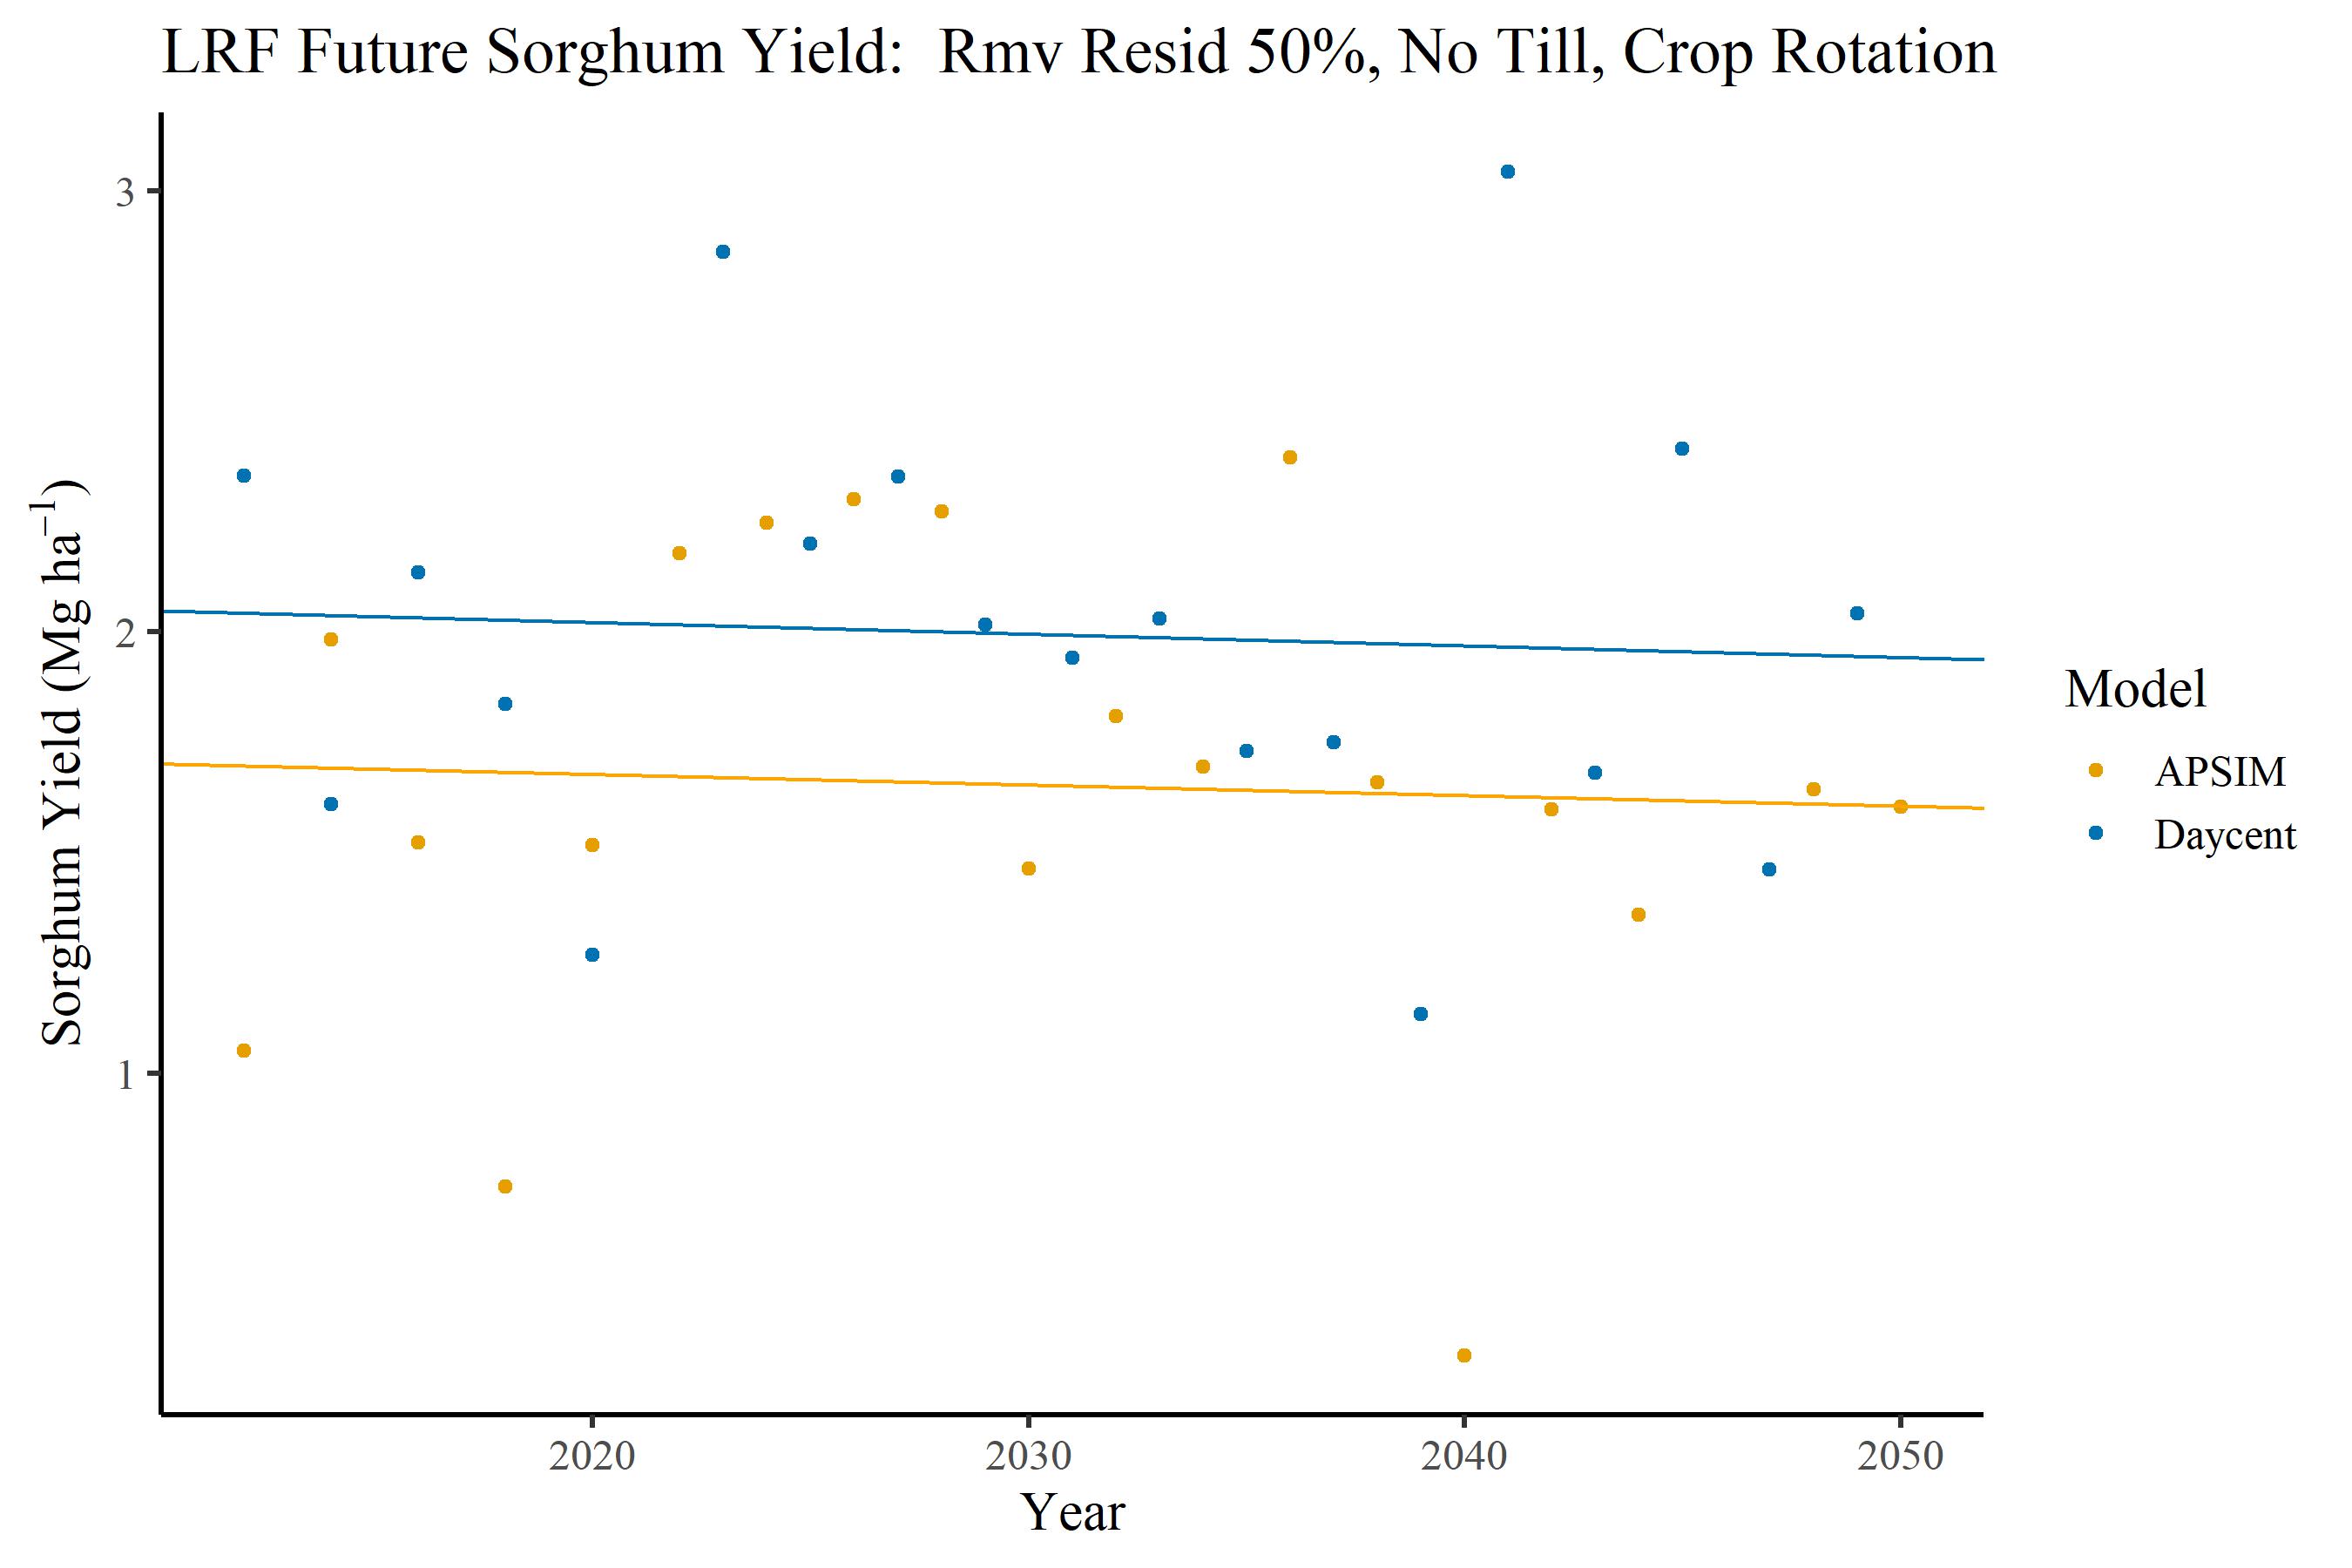 LRF Future Sorghum Yield:  Rmv Resid 50%, No Till, Crop Rotation
Sorghum Yield (Mg ha⁻¹)
3
2
1
2020
2030
2040
2050
Year
Model
APSIM
Daycent